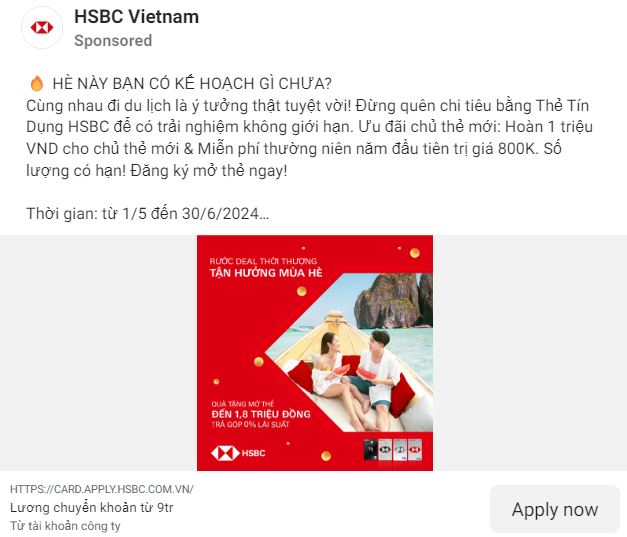 HSBC Vietnam
Sponsored
🔥 HÈ NÀY BẠN CÓ KẾ HOẠCH GÌ CHƯA?
Cùng nhau đi du lịch là ý tưởng thật tuyệt vời! Đừng quên chi tiêu bằng Thẻ Tín
Dụng HSBC để có trải nghiệm không giới hạn. Ưu đãi chủ thẻ mới: Hoàn 1 triệu
VND cho chủ thẻ mới & Miễn phí thường niên năm đầu tiên trị giá 800K. Số
lượng có hạn! Đăng ký mở thẻ ngay!
Thời gian: từ 1/5 đến 30/6/2024…
RƯỚC DEAL THỜI THƯỢNG
TẬN HƯỞNG MÙA HÈ
QUÀ TẶNG MỞ THẺ
ĐẾN 1,8 TRIỆU ĐỒNG
TRẢ GÓP 0% LÃI SUẤT
HSBC
HTTPS://CARD.APPLY.HSBC.COM.VN/
Lương chuyển khoản từ 9tr
Từ tài khoản công ty
Apply now